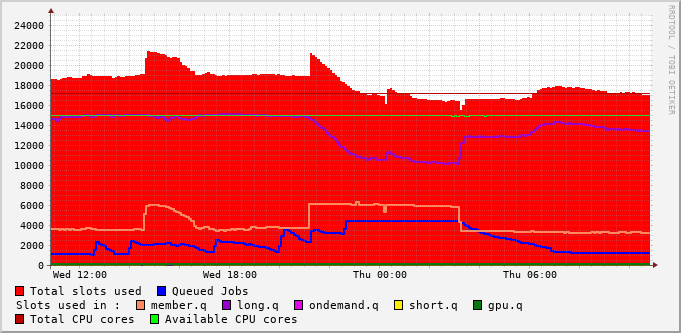 24000
22000
20000
18000
16000
14000
12000
10000
8000
6000
4000
2000
0
Wed 12:00 Wed 18:00 Thu 00:00 Thu 06:00
RRDTOOL / TOBI OETIKER
Total slots used Queued Jobs
Slots used in : member.q long.q ondemand.q short.q gpu.q
Total CPU cores Available CPU cores